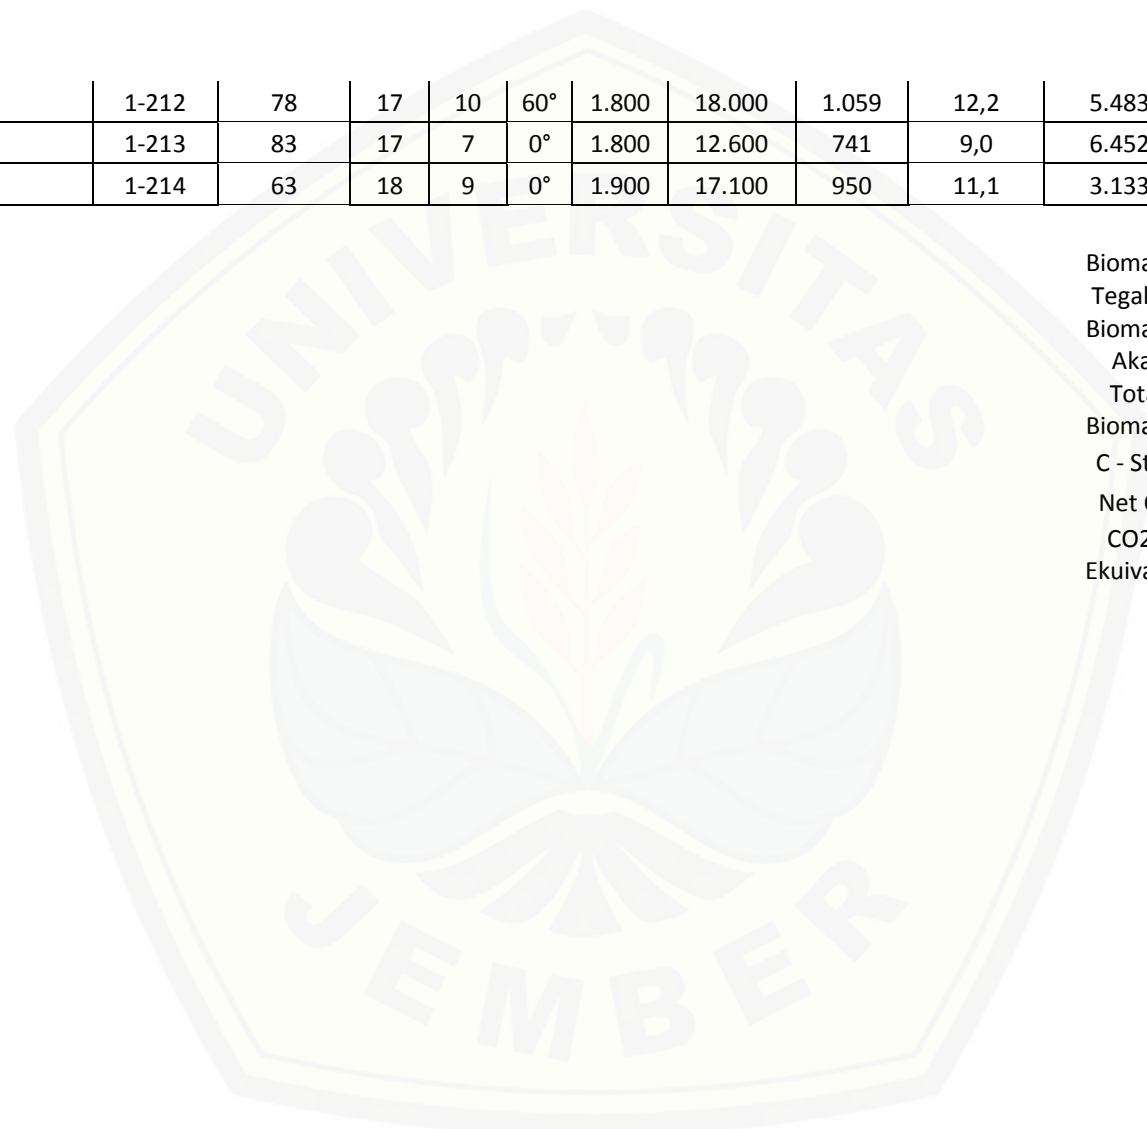 1-212 78 17 10 60° 1.800 18.000 1.059 12,2 5.483
1-213 83 17 7 0° 1.800 12.600 741 9,0 6.452
1-214 63 18 9 0° 1.900 17.100 950 11,1 3.133
UNIVERSITAS
Bioma
Tegal
Bioma
Aka
Tota
Bioma
C - St
Net
CO2
Ekuiva
JEMBER